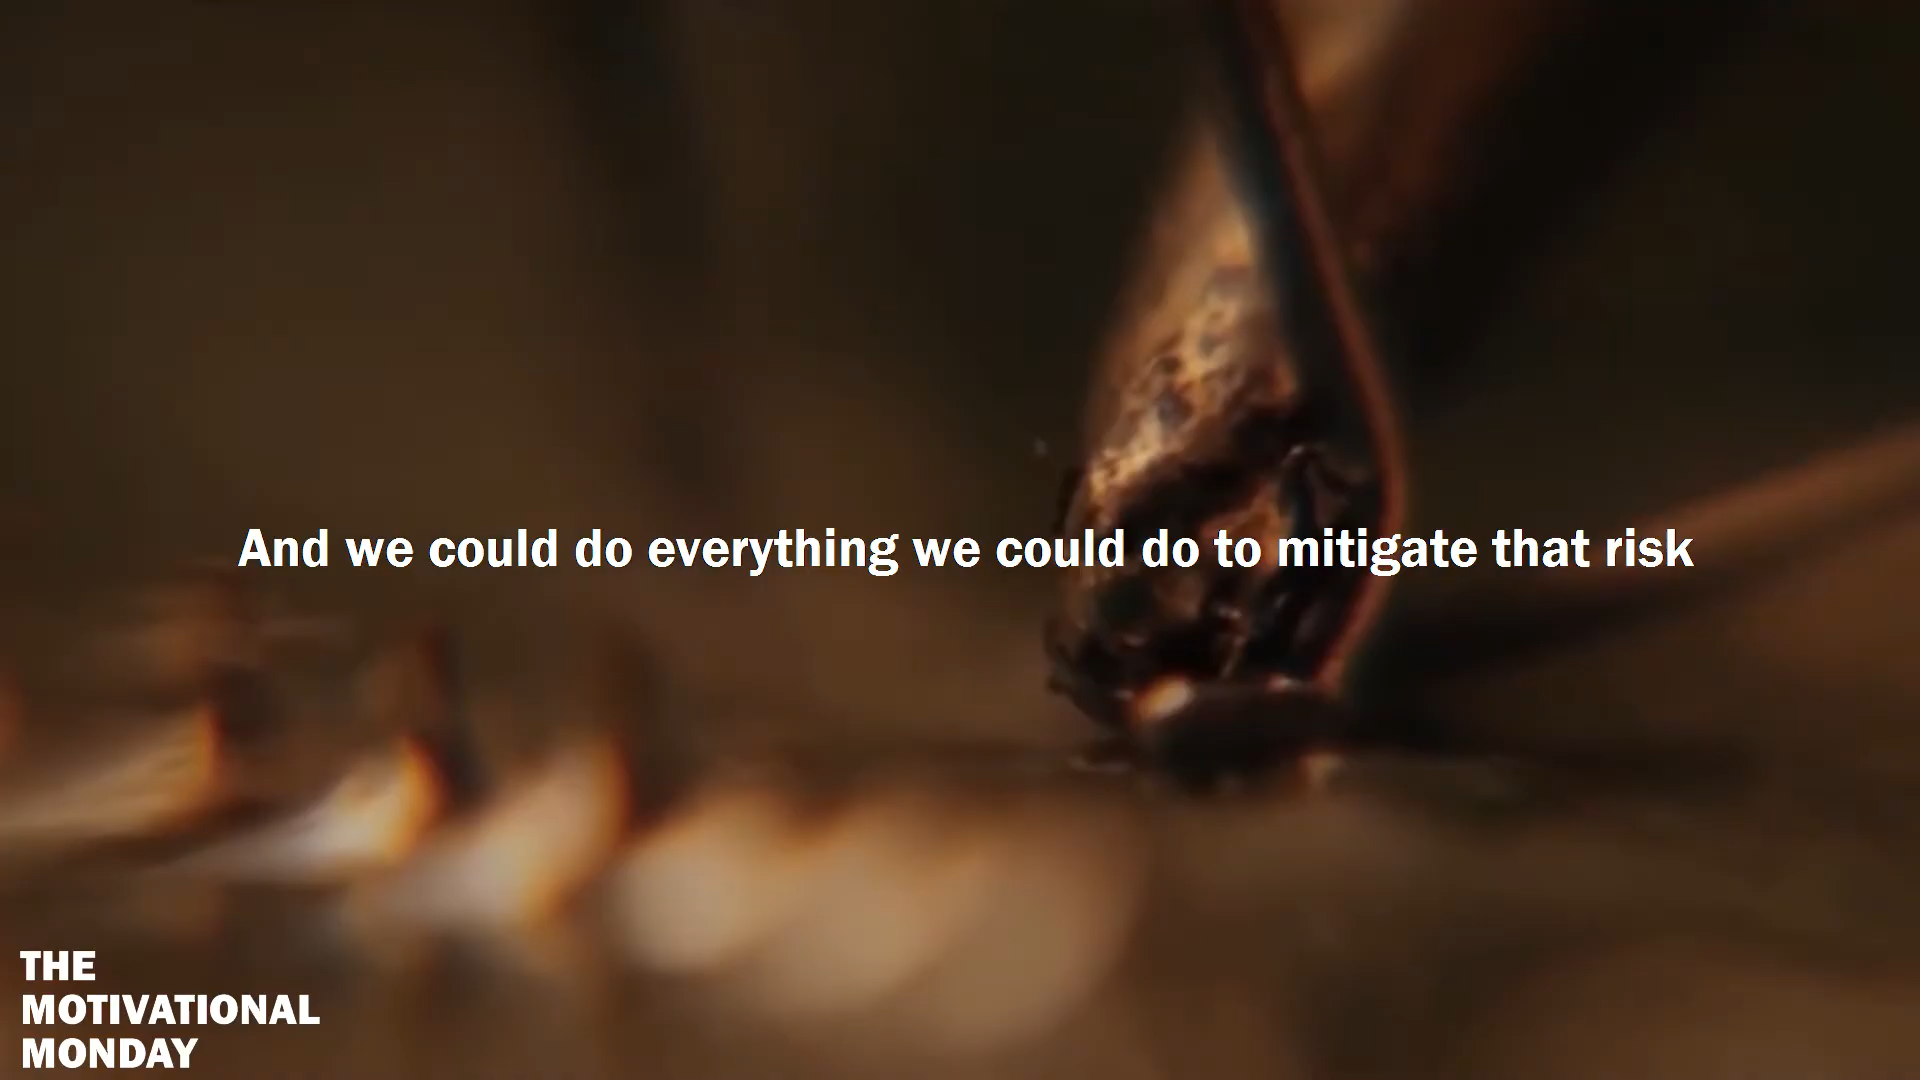 And we could do everything we could do to mitigate that risk
THE
MOTIVATIONAL
MONDAY